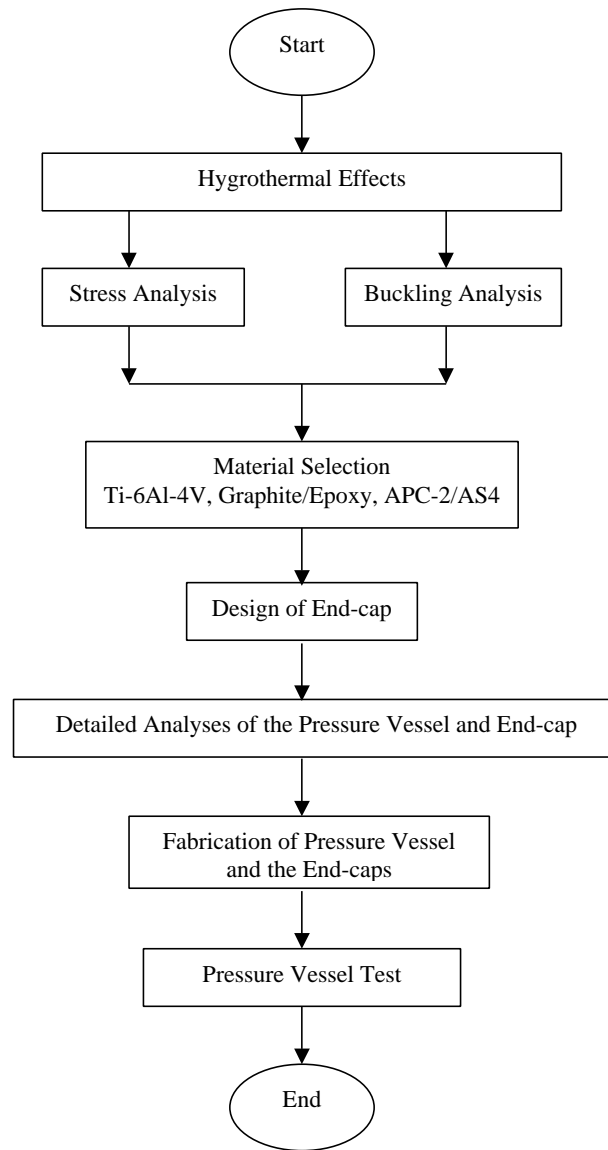 Start
Hygrothermal Effects
Stress Analysis
Buckling Analysis
Material Selection
Ti-6Al-4V, Graphite/Epoxy, APC-2/AS4
Design of End-cap
Detailed Analyses of the Pressure Vessel and End-cap
Fabrication of Pressure Vessel
and the End-caps
Pressure Vessel Test
End